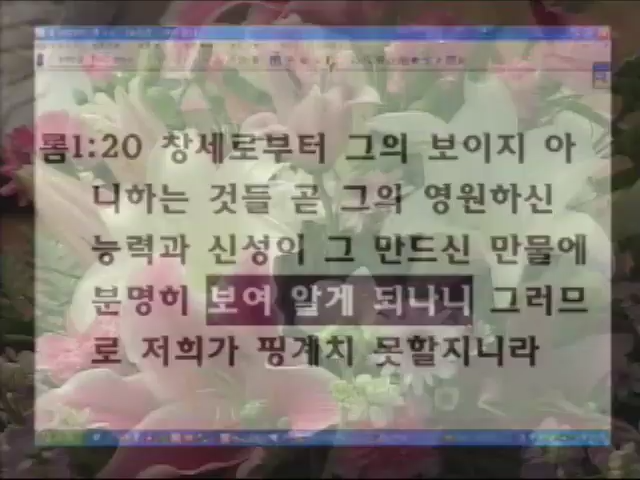 롬1:20 창세로부터 그의 보이지 아
니하는 것들 곧 그의 영원하신
능력과 신성이 그 만드신 만물에
분명히 보여 알게 되나니 그러므
로 저희가 핑계치 못할지니라